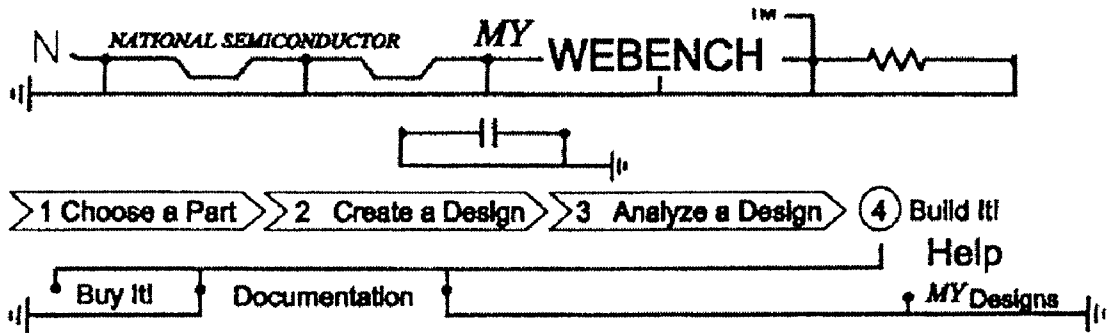 TM
N NATIONAL SEMICONDUCTOR MY WEBENCH
1 Choose a Part 2 Create a Design 3 Analyze a Design 4 Build It!
Help
Buy It! Documentation MY Designs